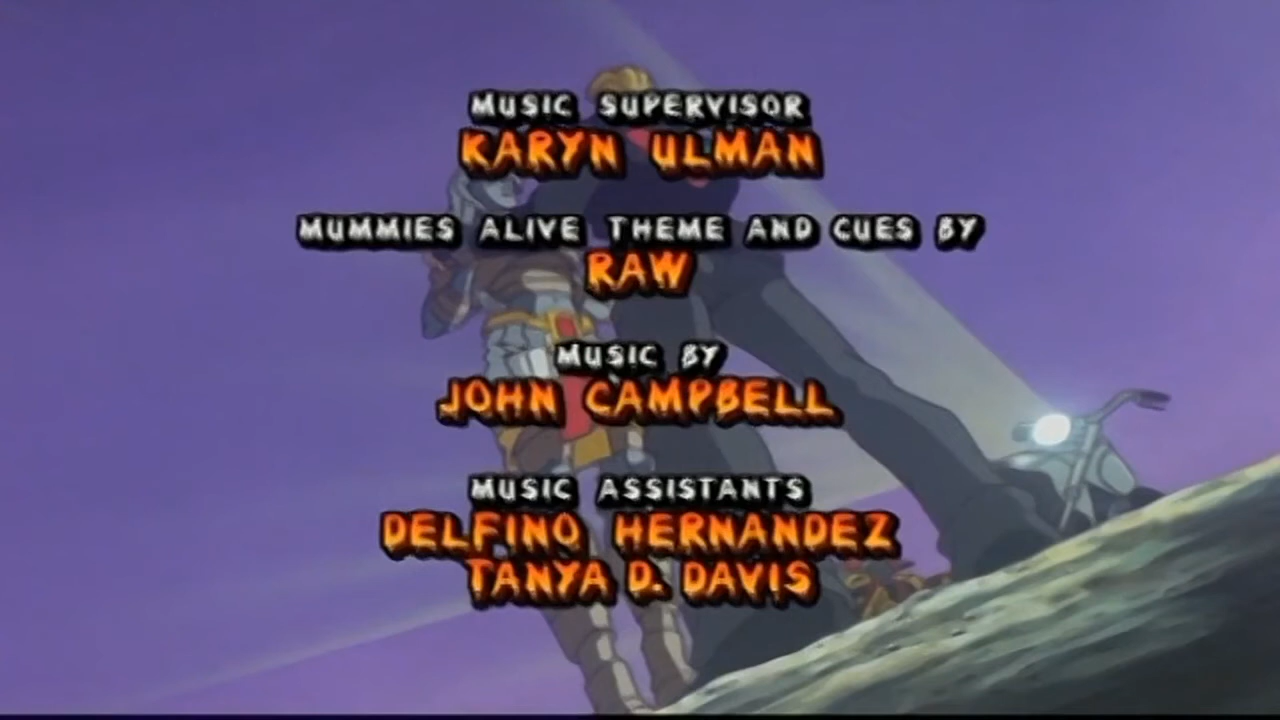 MUSIC SUPERVISOR
KARYN ULMAN
MUMMIES ALIVE THEME AND CUES BY
RAW
MUSIC BY
JOHN CAMPBELL
MUSIC ASSISTANTS
DELFINO HERNANDEZ
TANYA D. DAVIS